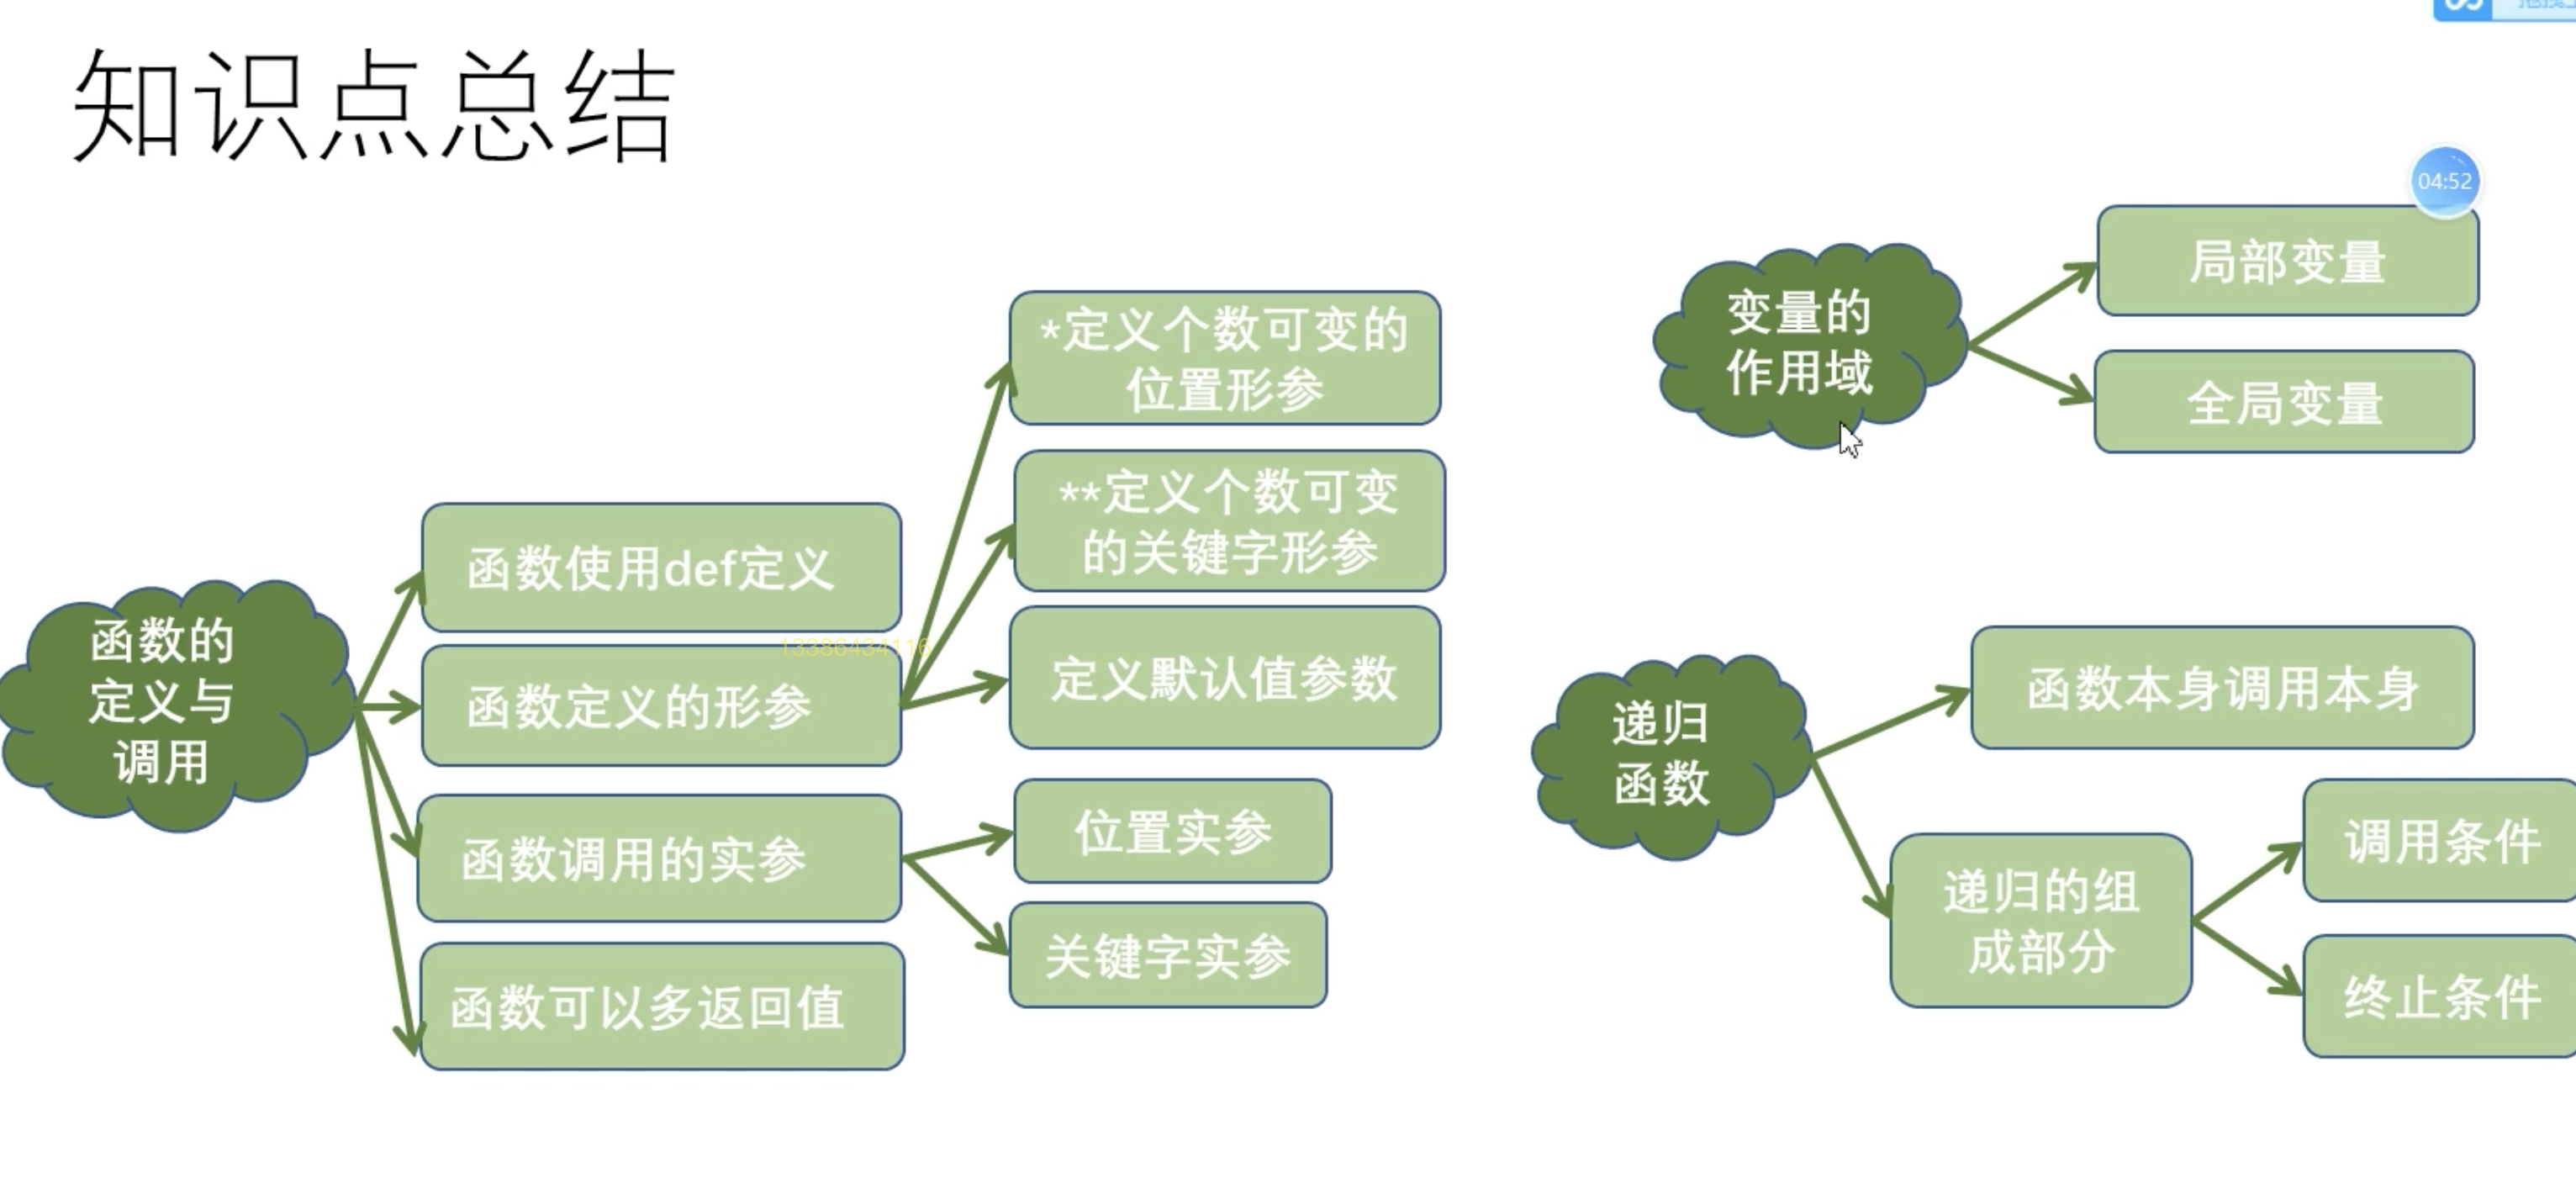 知识点总结
04:52
函数的
定义与
调用
函数使用def定义
函数定义的形参
13386434116
函数调用的实参
函数可以多返回值
*定义个数可变的
位置形参
**定义个数可变
的关键字形参
定义默认值参数
位置实参
关键字实参
变量的
作用域
局部变量
全局变量
递归
函数
函数本身调用本身
递归的组
成部分
调用条件
终止条件